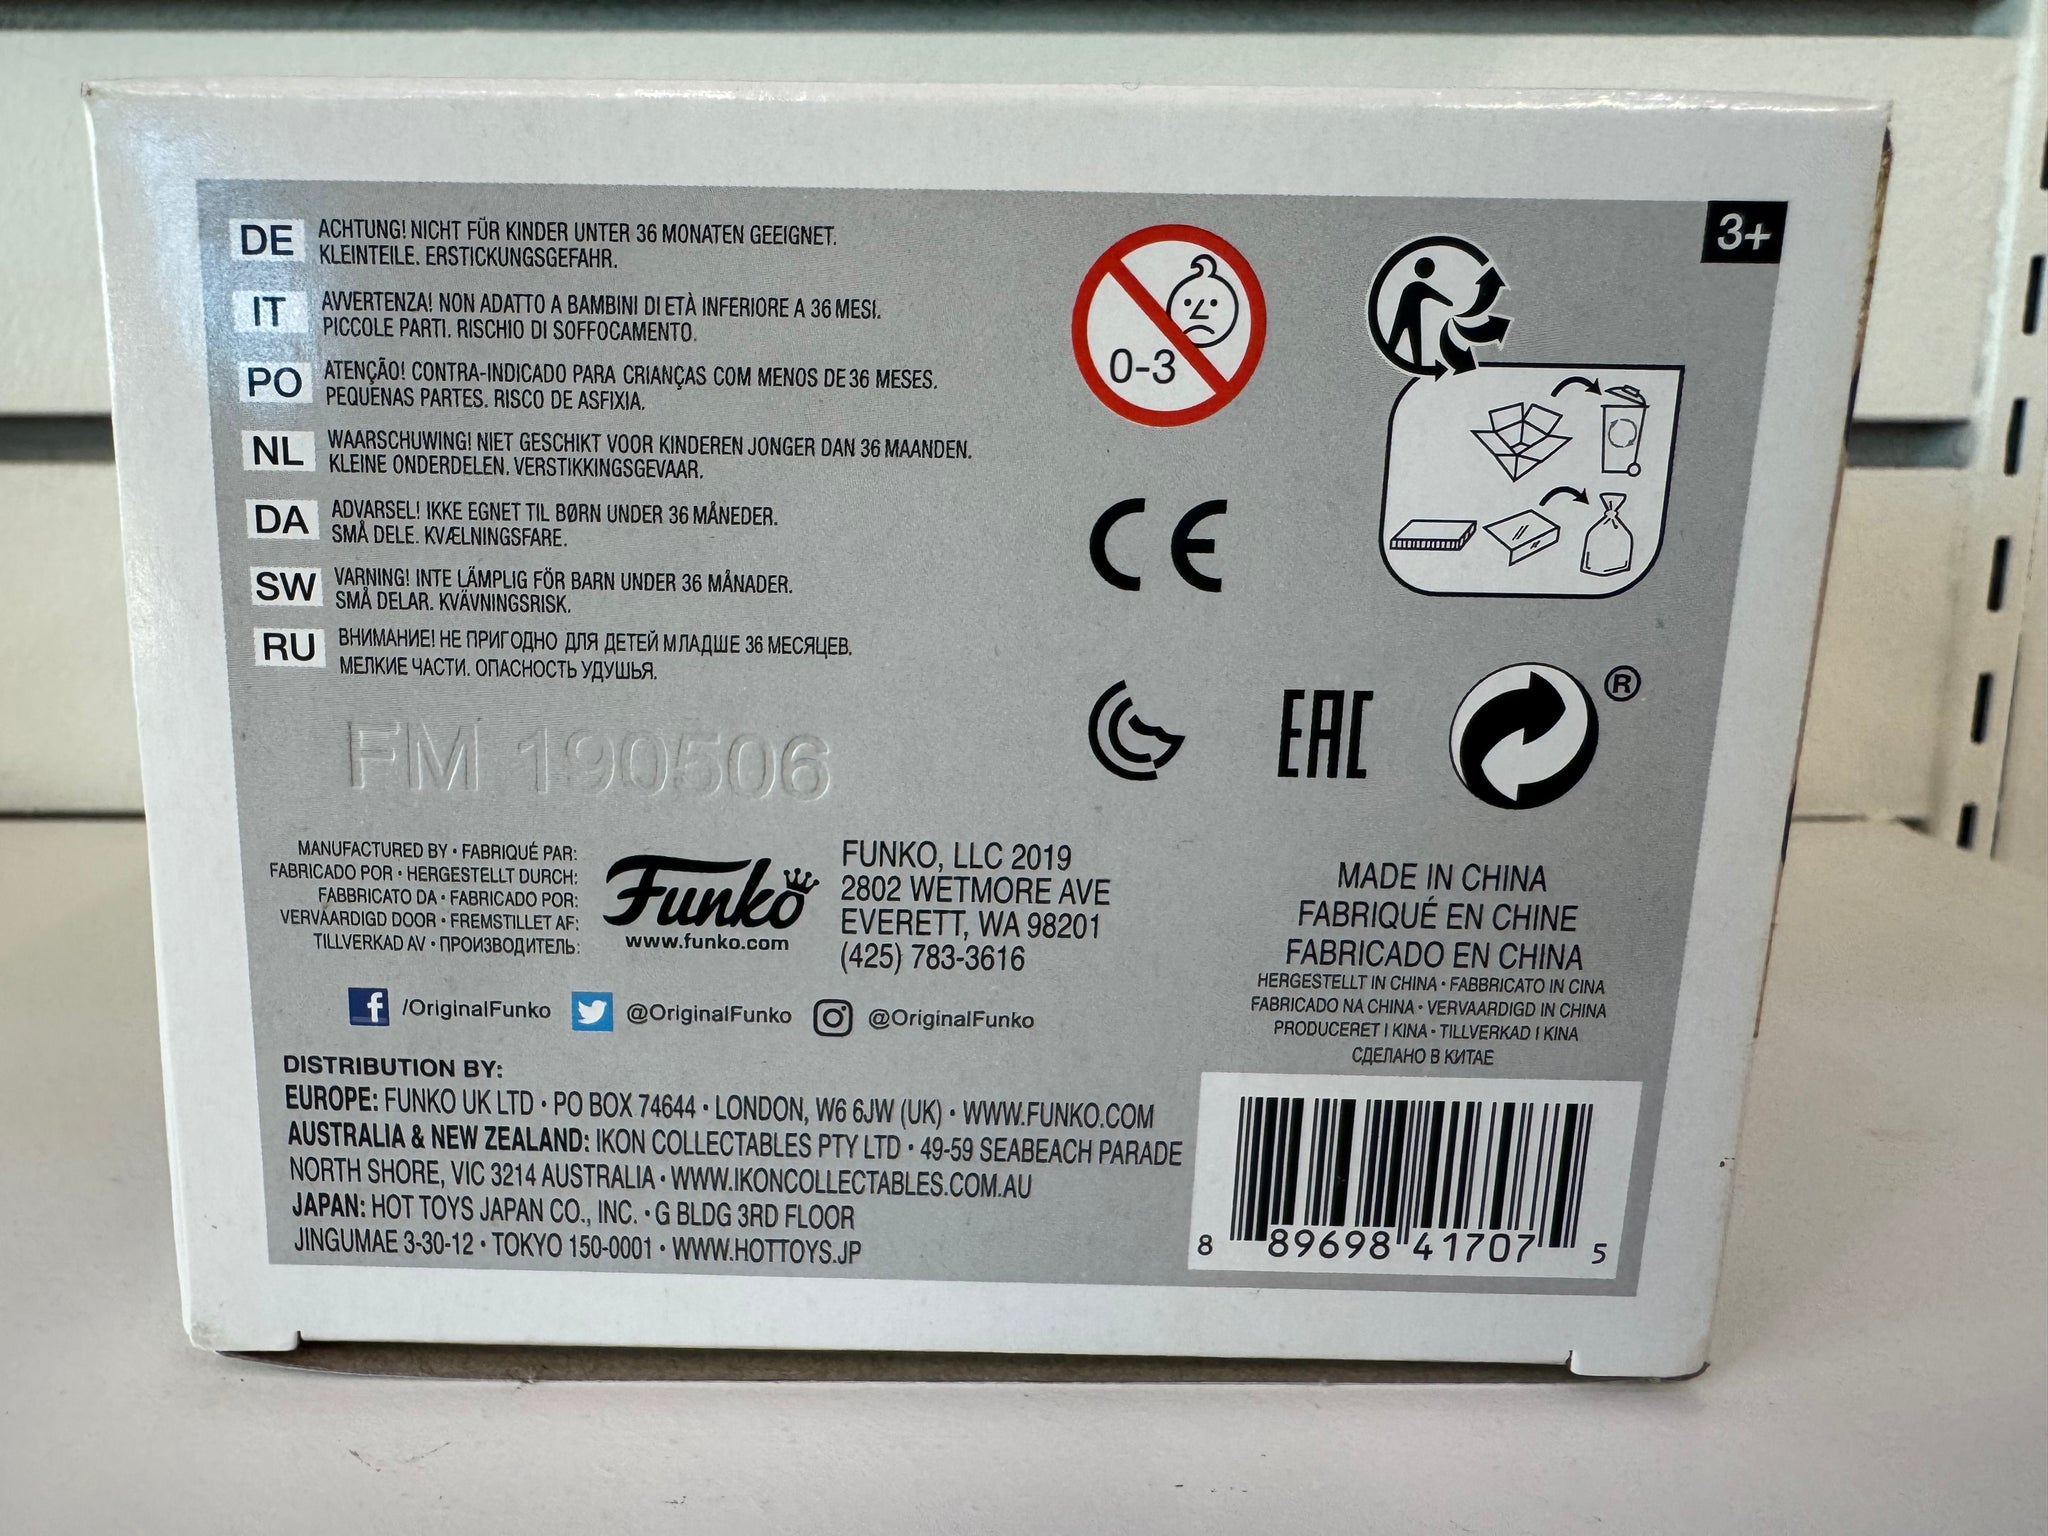 DE ACHTUNG! NICHT FÜR KINDER UNTER 36 MONATEN GEEIGNET.
KLEINTEILE. ERSTICKUNGSGEFAHR.
IT AVVERTENZA! NON ADATTO A BAMBINI DI ETÀ INFERIORE A 36 MESI.
PICCOLE PARTI. RISCHIO DI SOFFOCAMENTO.
PO ATENÇÃO! CONTRA-INDICADO PARA CRIANÇAS COM MENOS DE 36 MESES.
PEQUENAS PARTES. RISCO DE ASFIXIA.
NL WAARSCHUWING! NIET GESCHIKT VOOR KINDEREN JONGER DAN 36 MAANDEN.
KLEINE ONDERDELEN. VERSTIKKINGSGEVAAR.
DA ADVARSEL! IKKE EGNET TIL BØRN UNDER 36 MÅNEDER.
SMÅ DELE. KVÆLNINGSFARE.
SW VARNING! INTE LÄMPLIG FÖR BARN UNDER 36 MÅNADER.
SMÅ DELAR. KVÄVNINGSRISK.
RU ВНИМАНИЕ! НЕ ПРИГОДНО ДЛЯ ДЕТЕЙ МЛАДШЕ 36 МЕСЯЦЕВ.
МЕЛКИЕ ЧАСТИ. ОПАСНОСТЬ УДУШЬЯ.
FM 190506
0-3
3+
CE
EAC
®
MANUFACTURED BY • FABRIQUÉ PAR:
FABRICADO POR • HERGESTELLT DURCH:
FABBRICATO DA • FABRICADO POR:
VERVAARDIGD DOOR • FREMSTILLET AF:
TILLVERKAD AV • ПРОИЗВОДИТЕЛЬ:
Funko
www.funko.com
FUNKO, LLC 2019
2802 WETMORE AVE
EVERETT, WA 98201
(425) 783-3616
MADE IN CHINA
FABRIQUÉ EN CHINE
FABRICADO EN CHINA
HERGESTELLT IN CHINA • FABBRICATO IN CINA
FABRICADO NA CHINA • VERVAARDIGD IN CHINA
PRODUCERET I KINA • TILLVERKAD I KINA
СДЕЛАНО В КИТАЕ
f /OriginalFunko @OriginalFunko @OriginalFunko
DISTRIBUTION BY:
EUROPE: FUNKO UK LTD • PO BOX 74644 • LONDON, W6 6JW (UK) • WWW.FUNKO.COM
AUSTRALIA & NEW ZEALAND: IKON COLLECTABLES PTY LTD • 49-59 SEABEACH PARADE
NORTH SHORE, VIC 3214 AUSTRALIA • WWW.IKONCOLLECTABLES.COM.AU
JAPAN: HOT TOYS JAPAN CO., INC. • G BLDG 3RD FLOOR
JINGUMAE 3-30-12 • TOKYO 150-0001 • WWW.HOTTOYS.JP
8 89698 41707 5